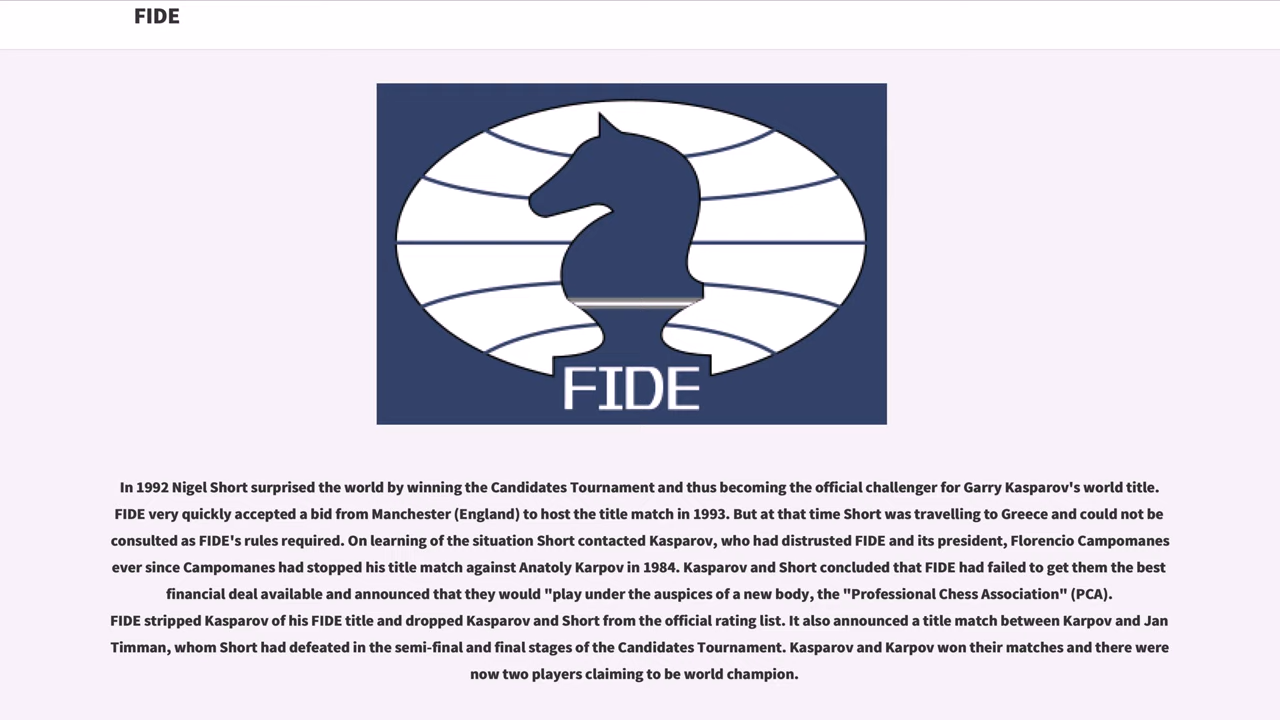 FIDE
FIDE
In 1992 Nigel Short surprised the world by winning the Candidates Tournament and thus becoming the official challenger for Garry Kasparov's world title.
FIDE very quickly accepted a bid from Manchester (England) to host the title match in 1993. But at that time Short was travelling to Greece and could not be
consulted as FIDE's rules required. On learning of the situation Short contacted Kasparov, who had distrusted FIDE and its president, Florencio Campomanes
ever since Campomanes had stopped his title match against Anatoly Karpov in 1984. Kasparov and Short concluded that FIDE had failed to get them the best
financial deal available and announced that they would "play under the auspices of a new body, the "Professional Chess Association" (PCA).
FIDE stripped Kasparov of his FIDE title and dropped Kasparov and Short from the official rating list. It also announced a title match between Karpov and Jan
Timman, whom Short had defeated in the semi-final and final stages of the Candidates Tournament. Kasparov and Karpov won their matches and there were
now two players claiming to be world champion.